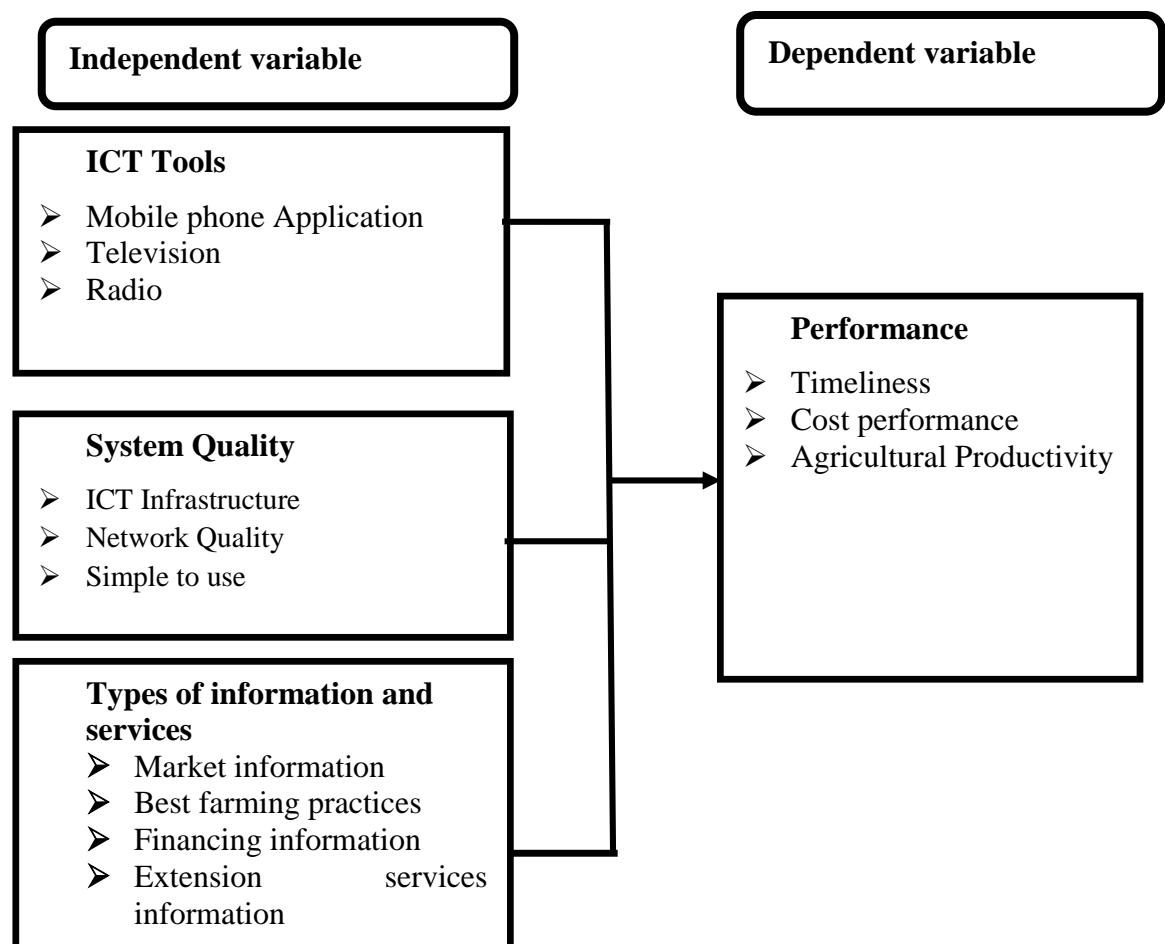 Independent variable
Dependent variable
ICT Tools
➢ Mobile phone Application
➢ Television
➢ Radio
System Quality
➢ ICT Infrastructure
➢ Network Quality
➢ Simple to use
Types of information and
services
➢ Market information
➢ Best farming practices
➢ Financing information
➢ Extension services
information
Performance
➢ Timeliness
➢ Cost performance
➢ Agricultural Productivity